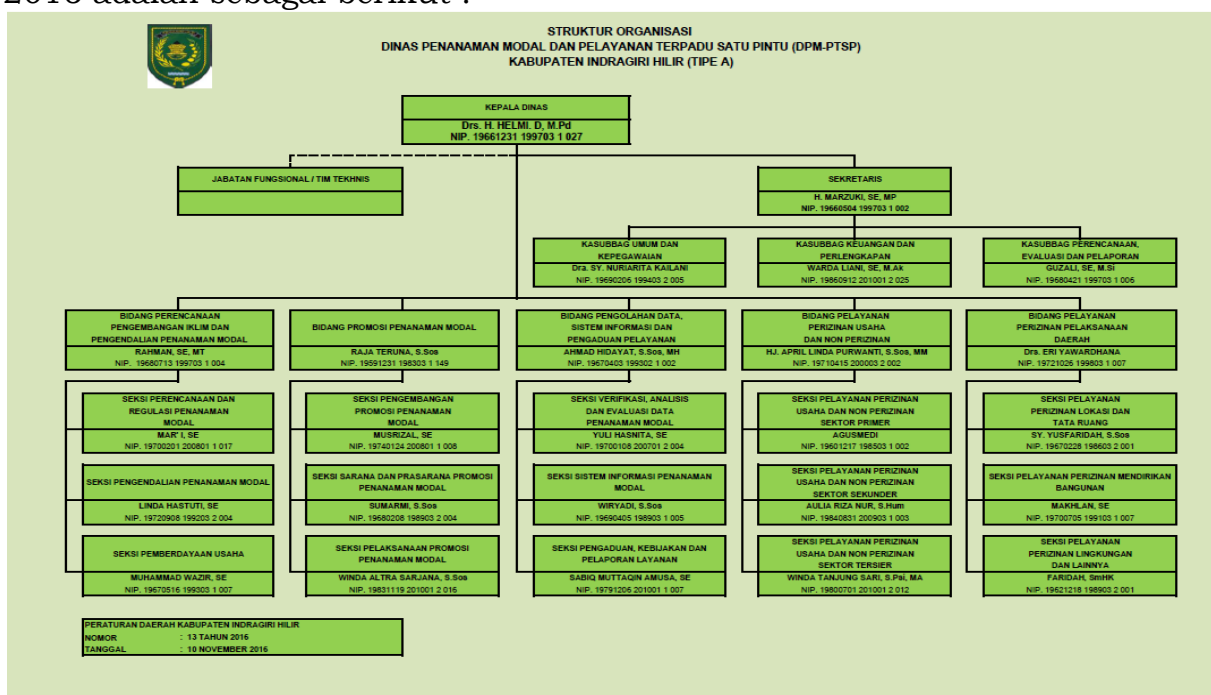 2016 adalah sebagai berikut :
STRUKTUR ORGANISASI
DINAS PENANAMAN MODAL DAN PELAYANAN TERPADU SATU PINTU (DPM-PTSP)
KABUPATEN INDRAGIRI HILIR (TIPE A)
KEPALA DINAS
Drs. H. HELMI. D, M.Pd
NIP. 19661231 199703 1 027
JABATAN FUNGSIONAL / TIM TEKHNIS
SEKRETARIS
H. MARZUKI, SE, MP
NIP. 19660504 199703 1 002
KASUBBAG UMUM DAN
KEPEGAWAIAN
Dra. SY. NURIARITA KAILANI
NIP. 19690206 199403 2 005
KASUBBAG KEUANGAN DAN
PERLENGKAPAN
WARDA LIANI, SE, M.Ak
NIP. 19860912 201001 2 025
KASUBBAG PERENCANAAN,
EVALUASI DAN PELAPORAN
GUZALI, SE, M.Si
NIP. 19680421 199703 1 006
BIDANG PERENCANAAN
PENGEMBANGAN IKLIM DAN
PENGENDALIAN PENANAMAN MODAL
RAHMAN, SE, MT
NIP. 19680713 199703 1 004
BIDANG PROMOSI PENANAMAN MODAL
RAJA TERUNA, S.Sos
NIP. 19591231 198303 1 149
BIDANG PENGOLAHAN DATA,
SISTEM INFORMASI DAN
PENGADUAN PELAYANAN
AHMAD HIDAYAT, S.Sos, MH
NIP. 19670403 199302 1 002
BIDANG PELAYANAN
PERIZINAN USAHA
DAN NON PERIZINAN
HJ. APRIL LINDA PURWANTI, S.Sos, MM
NIP. 19710415 200003 2 002
BIDANG PELAYANAN
PERIZINAN PELAKSANAAN
DAERAH
Drs. ERI YAWARDHANA
NIP. 19721026 199803 1 007
SEKSI PERENCANAAN DAN
REGULASI PENANAMAN
MODAL
MAR' I, SE
NIP. 19700201 200801 1 017
SEKSI PENGEMBANGAN
PROMOSI PENANAMAN
MODAL
MUSRIZAL, SE
NIP. 19740124 200801 1 008
SEKSI VERIFIKASI, ANALISIS
DAN EVALUASI DATA
PENANAMAN MODAL
YULI HASNITA, SE
NIP. 19700108 200701 2 004
SEKSI PELAYANAN PERIZINAN
USAHA DAN NON PERIZINAN
SEKTOR PRIMER
AGUSMEDI
NIP. 19601217 198503 1 002
SEKSI PELAYANAN
PERIZINAN LOKASI DAN
TATA RUANG
SY. YUSFARIDAH, S.Sos
NIP. 19670228 198603 2 001
SEKSI PENGENDALIAN PENANAMAN MODAL
LINDA HASTUTI, SE
NIP. 19720908 199203 2 004
SEKSI SARANA DAN PRASARANA PROMOSI
PENANAMAN MODAL
SUMARMI, S.Sos
NIP. 19680208 198903 2 004
SEKSI SISTEM INFORMASI PENANAMAN
MODAL
WIRYADI, S.Sos
NIP. 19690405 198903 1 005
SEKSI PELAYANAN PERIZINAN
USAHA DAN NON PERIZINAN
SEKTOR SEKUNDER
AULIA RIZA NUR, S.Hum
NIP. 19840831 200903 1 003
SEKSI PELAYANAN PERIZINAN MENDIRIKAN
BANGUNAN
MAKHLAN, SE
NIP. 19700705 199103 1 007
SEKSI PEMBERDAYAAN USAHA
MUHAMMAD WAZIR, SE
NIP. 19670516 199303 1 007
SEKSI PELAKSANAAN PROMOSI
PENANAMAN MODAL
WINDA ALTRA SARJANA, S.Sos
NIP. 19831119 201001 2 016
SEKSI PENGADUAN, KEBIJAKAN DAN
PELAPORAN LAYANAN
SABIQ MUTTAQIN AMUSA, SE
NIP. 19791206 201001 1 007
SEKSI PELAYANAN PERIZINAN
USAHA DAN NON PERIZINAN
SEKTOR TERSIER
WINDA TANJUNG SARI, S.Psi, MA
NIP. 19800701 201001 2 012
SEKSI PELAYANAN
PERIZINAN LINGKUNGAN
DAN LAINNYA
FARIDAH, SmHK
NIP. 19621218 198903 2 001
PERATURAN DAERAH KABUPATEN INDRAGIRI HILIR
NOMOR : 13 TAHUN 2016
TANGGAL : 10 NOVEMBER 2016